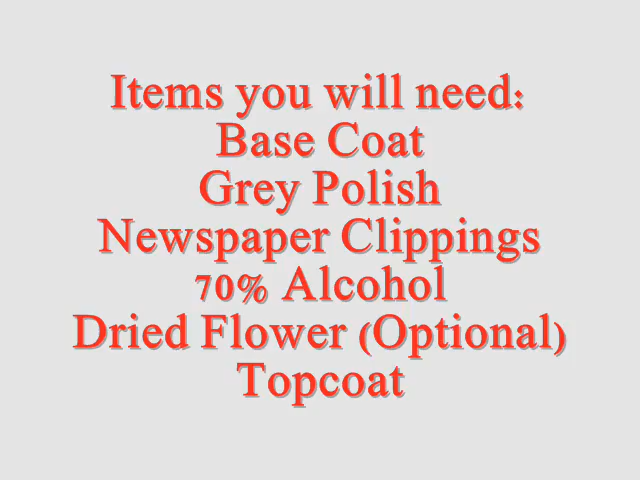 Items you will need:
Base Coat
Grey Polish
Newspaper Clippings
70% Alcohol
Dried Flower (Optional)
Topcoat